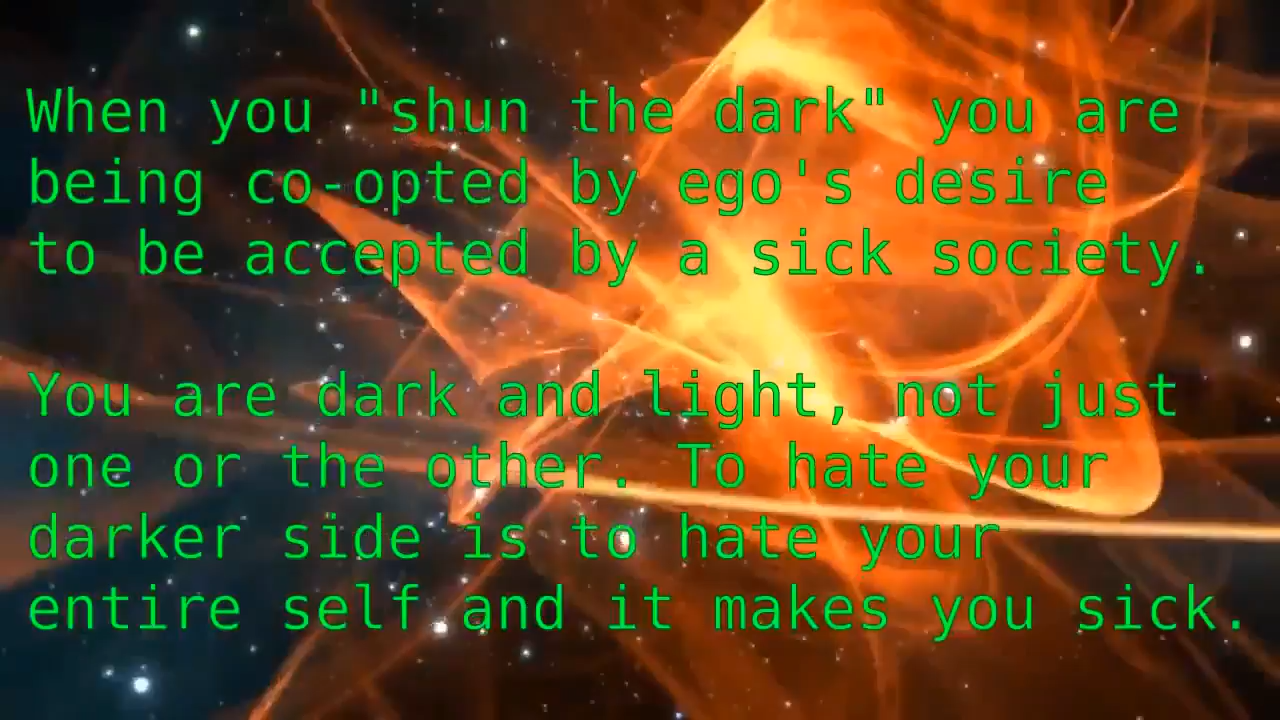 When you "shun the dark" you are
being co-opted by ego's desire
to be accepted by a sick society.
You are dark and light, not just
one or the other. To hate your
darker side is to hate your
entire self and it makes you sick.